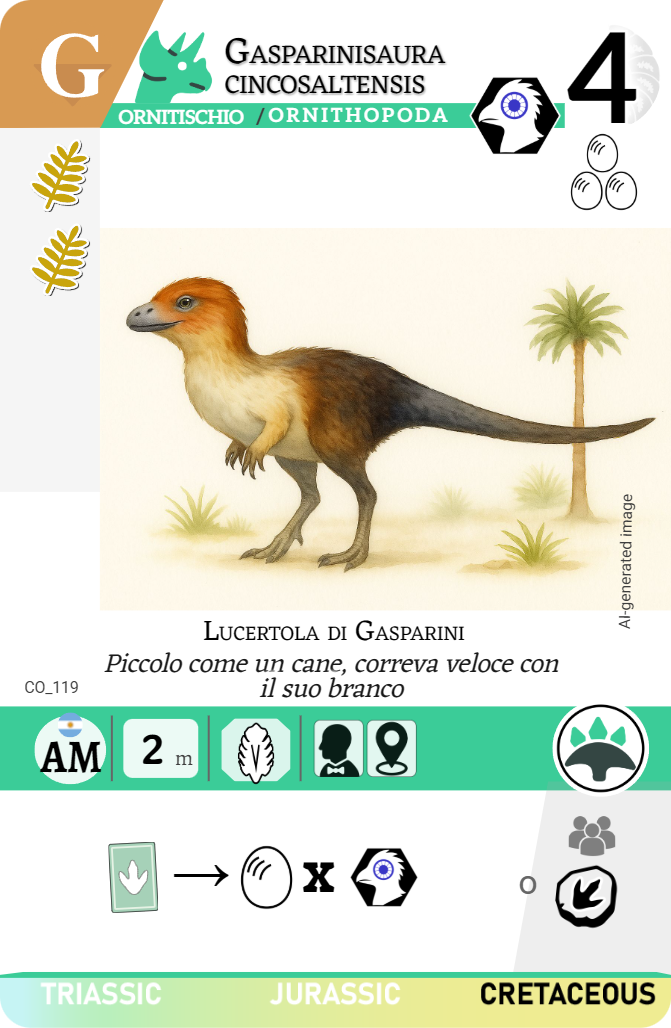 G
GASPARINISAURA
CINCOSALTENSIS
4
ORNITISCHIO / ORNITHOPODA
AI-generated image
LUCERTOLA DI GASPARINI
Piccolo come un cane, correva veloce con
il suo branco
CO_119
AM
2 m
x
O
TRIASSIC JURASSIC CRETACEOUS